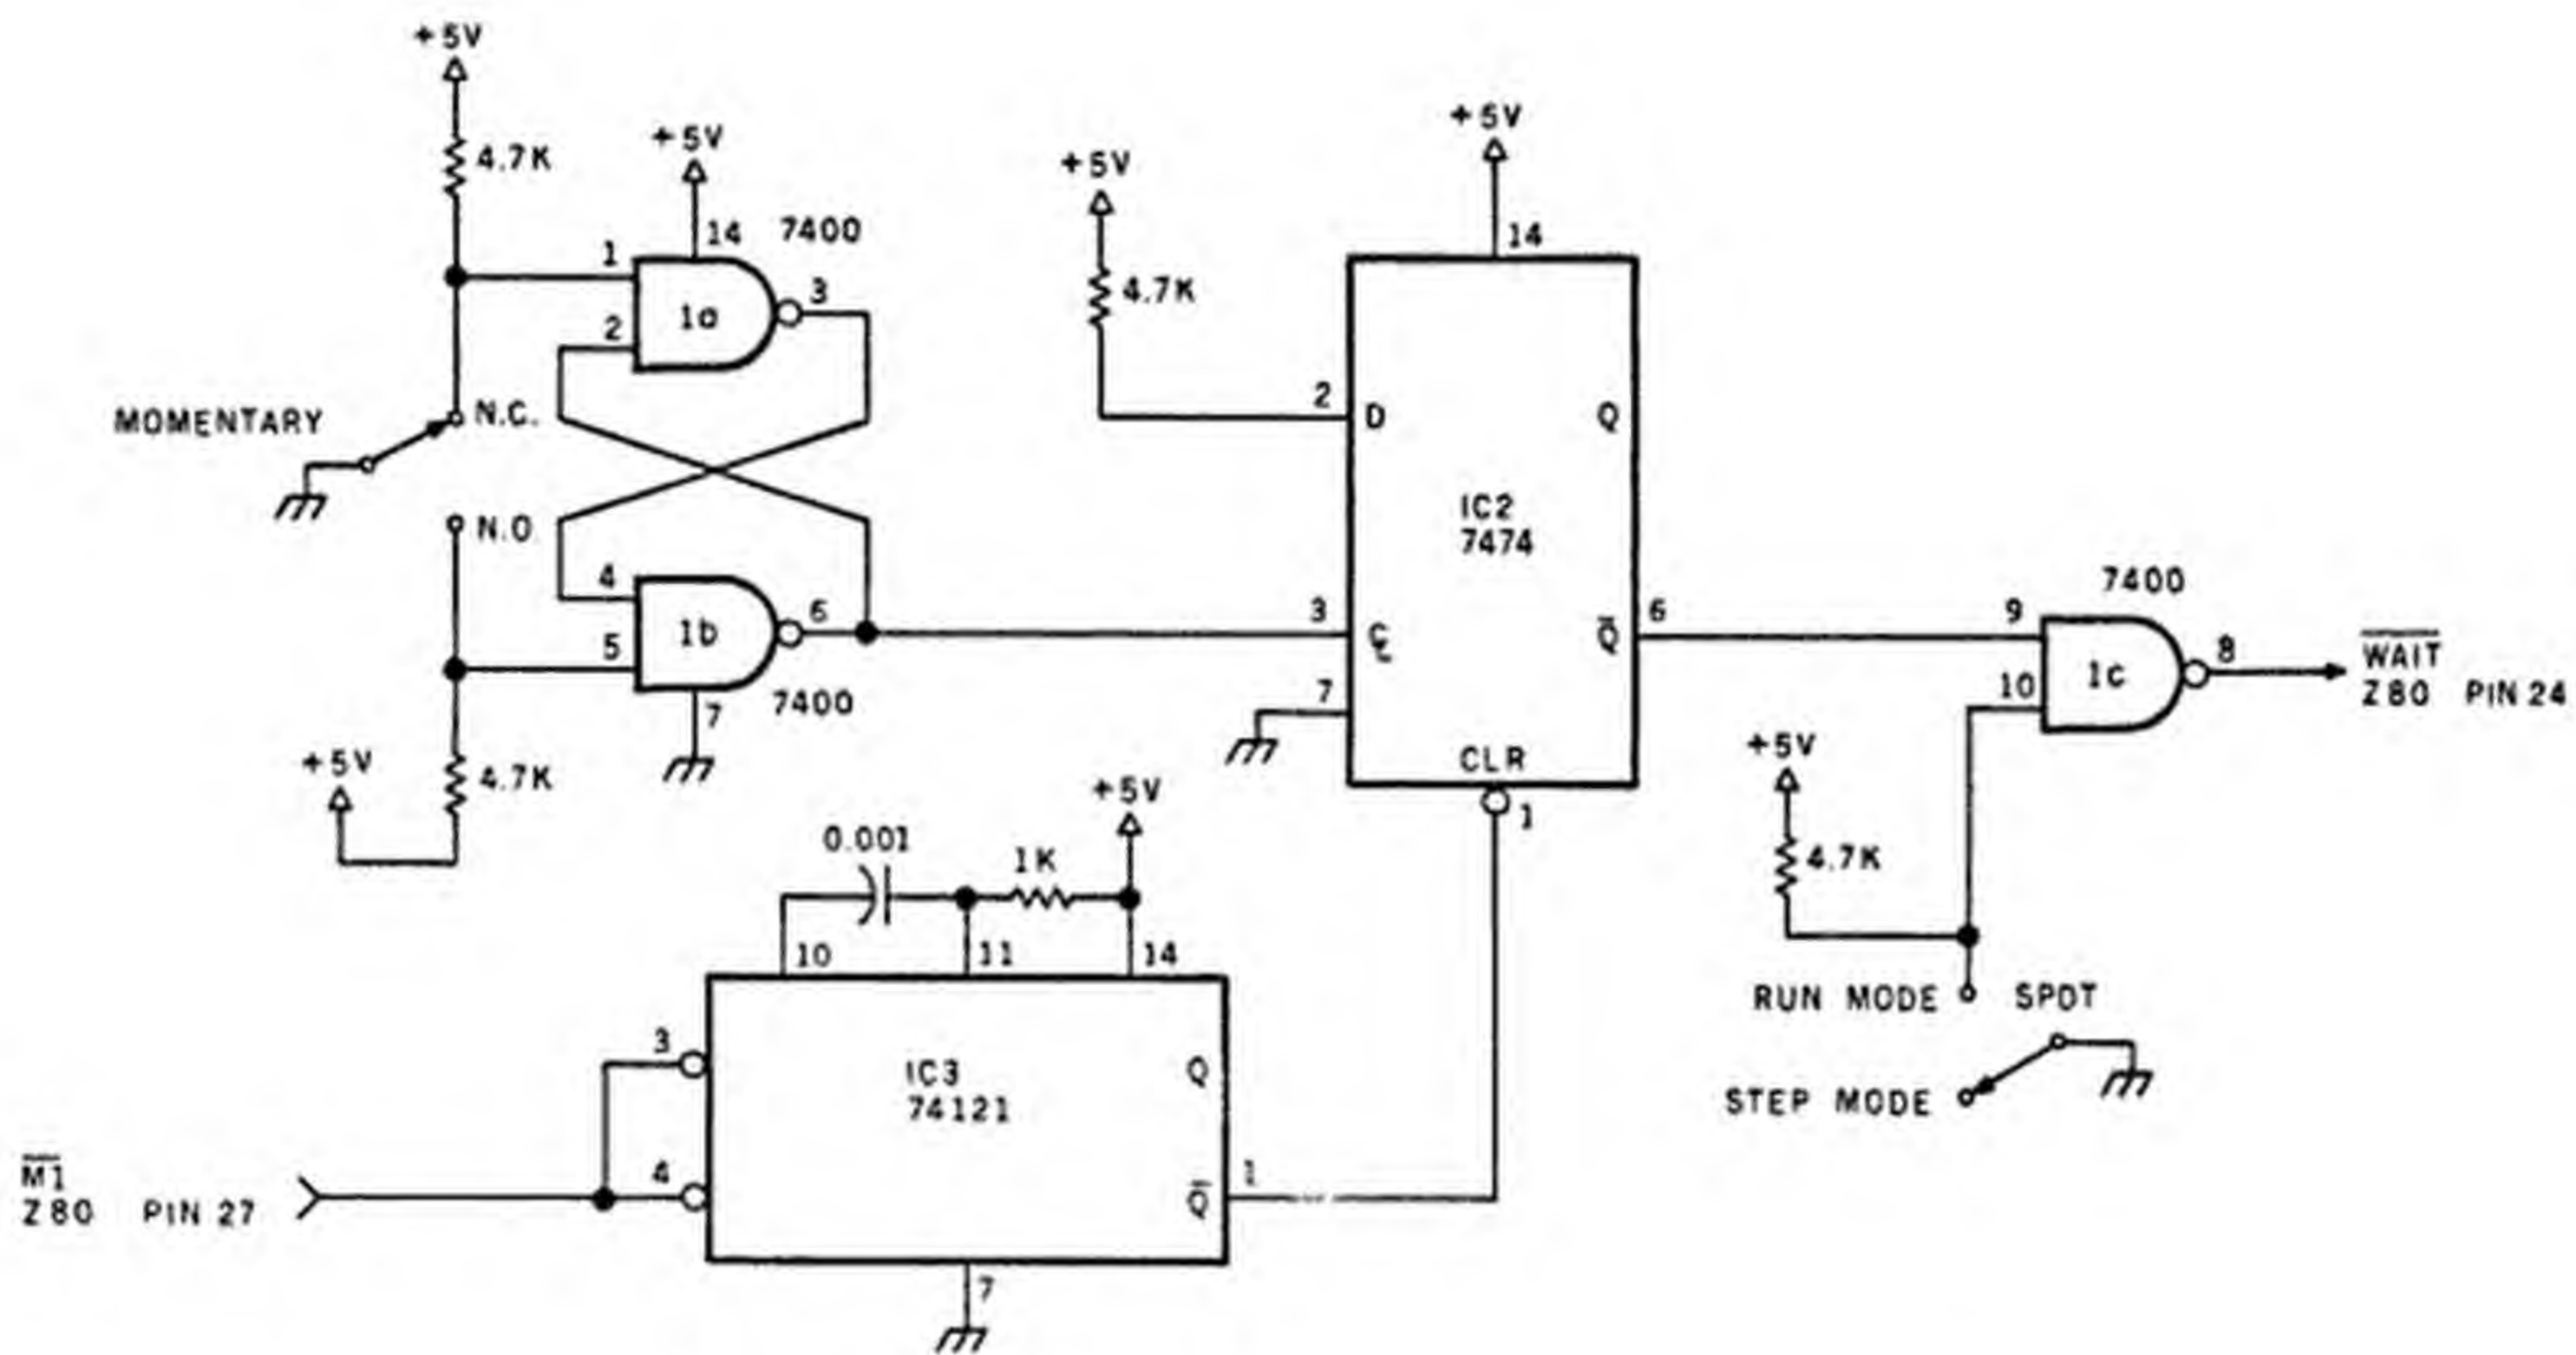 +5V
4.7K
+5V
14
7400
1
1a
3
2
MOMENTARY
N.C.
N.O.
4
1b
6
5
7400
7
+5V
4.7K
+5V
4.7K
+5V
14
2
D
Q
IC2
7474
3
C
Q̅
6
7
CLR
1
7400
9
1c
8
10
W̅A̅I̅T̅
Z80 PIN 24
+5V
4.7K
RUN MODE
SPDT
STEP MODE
0.001
1K
+5V
10
11
14
3
IC3
74121
Q
4
Q̅
1
7
M̅1̅
Z80 PIN 27